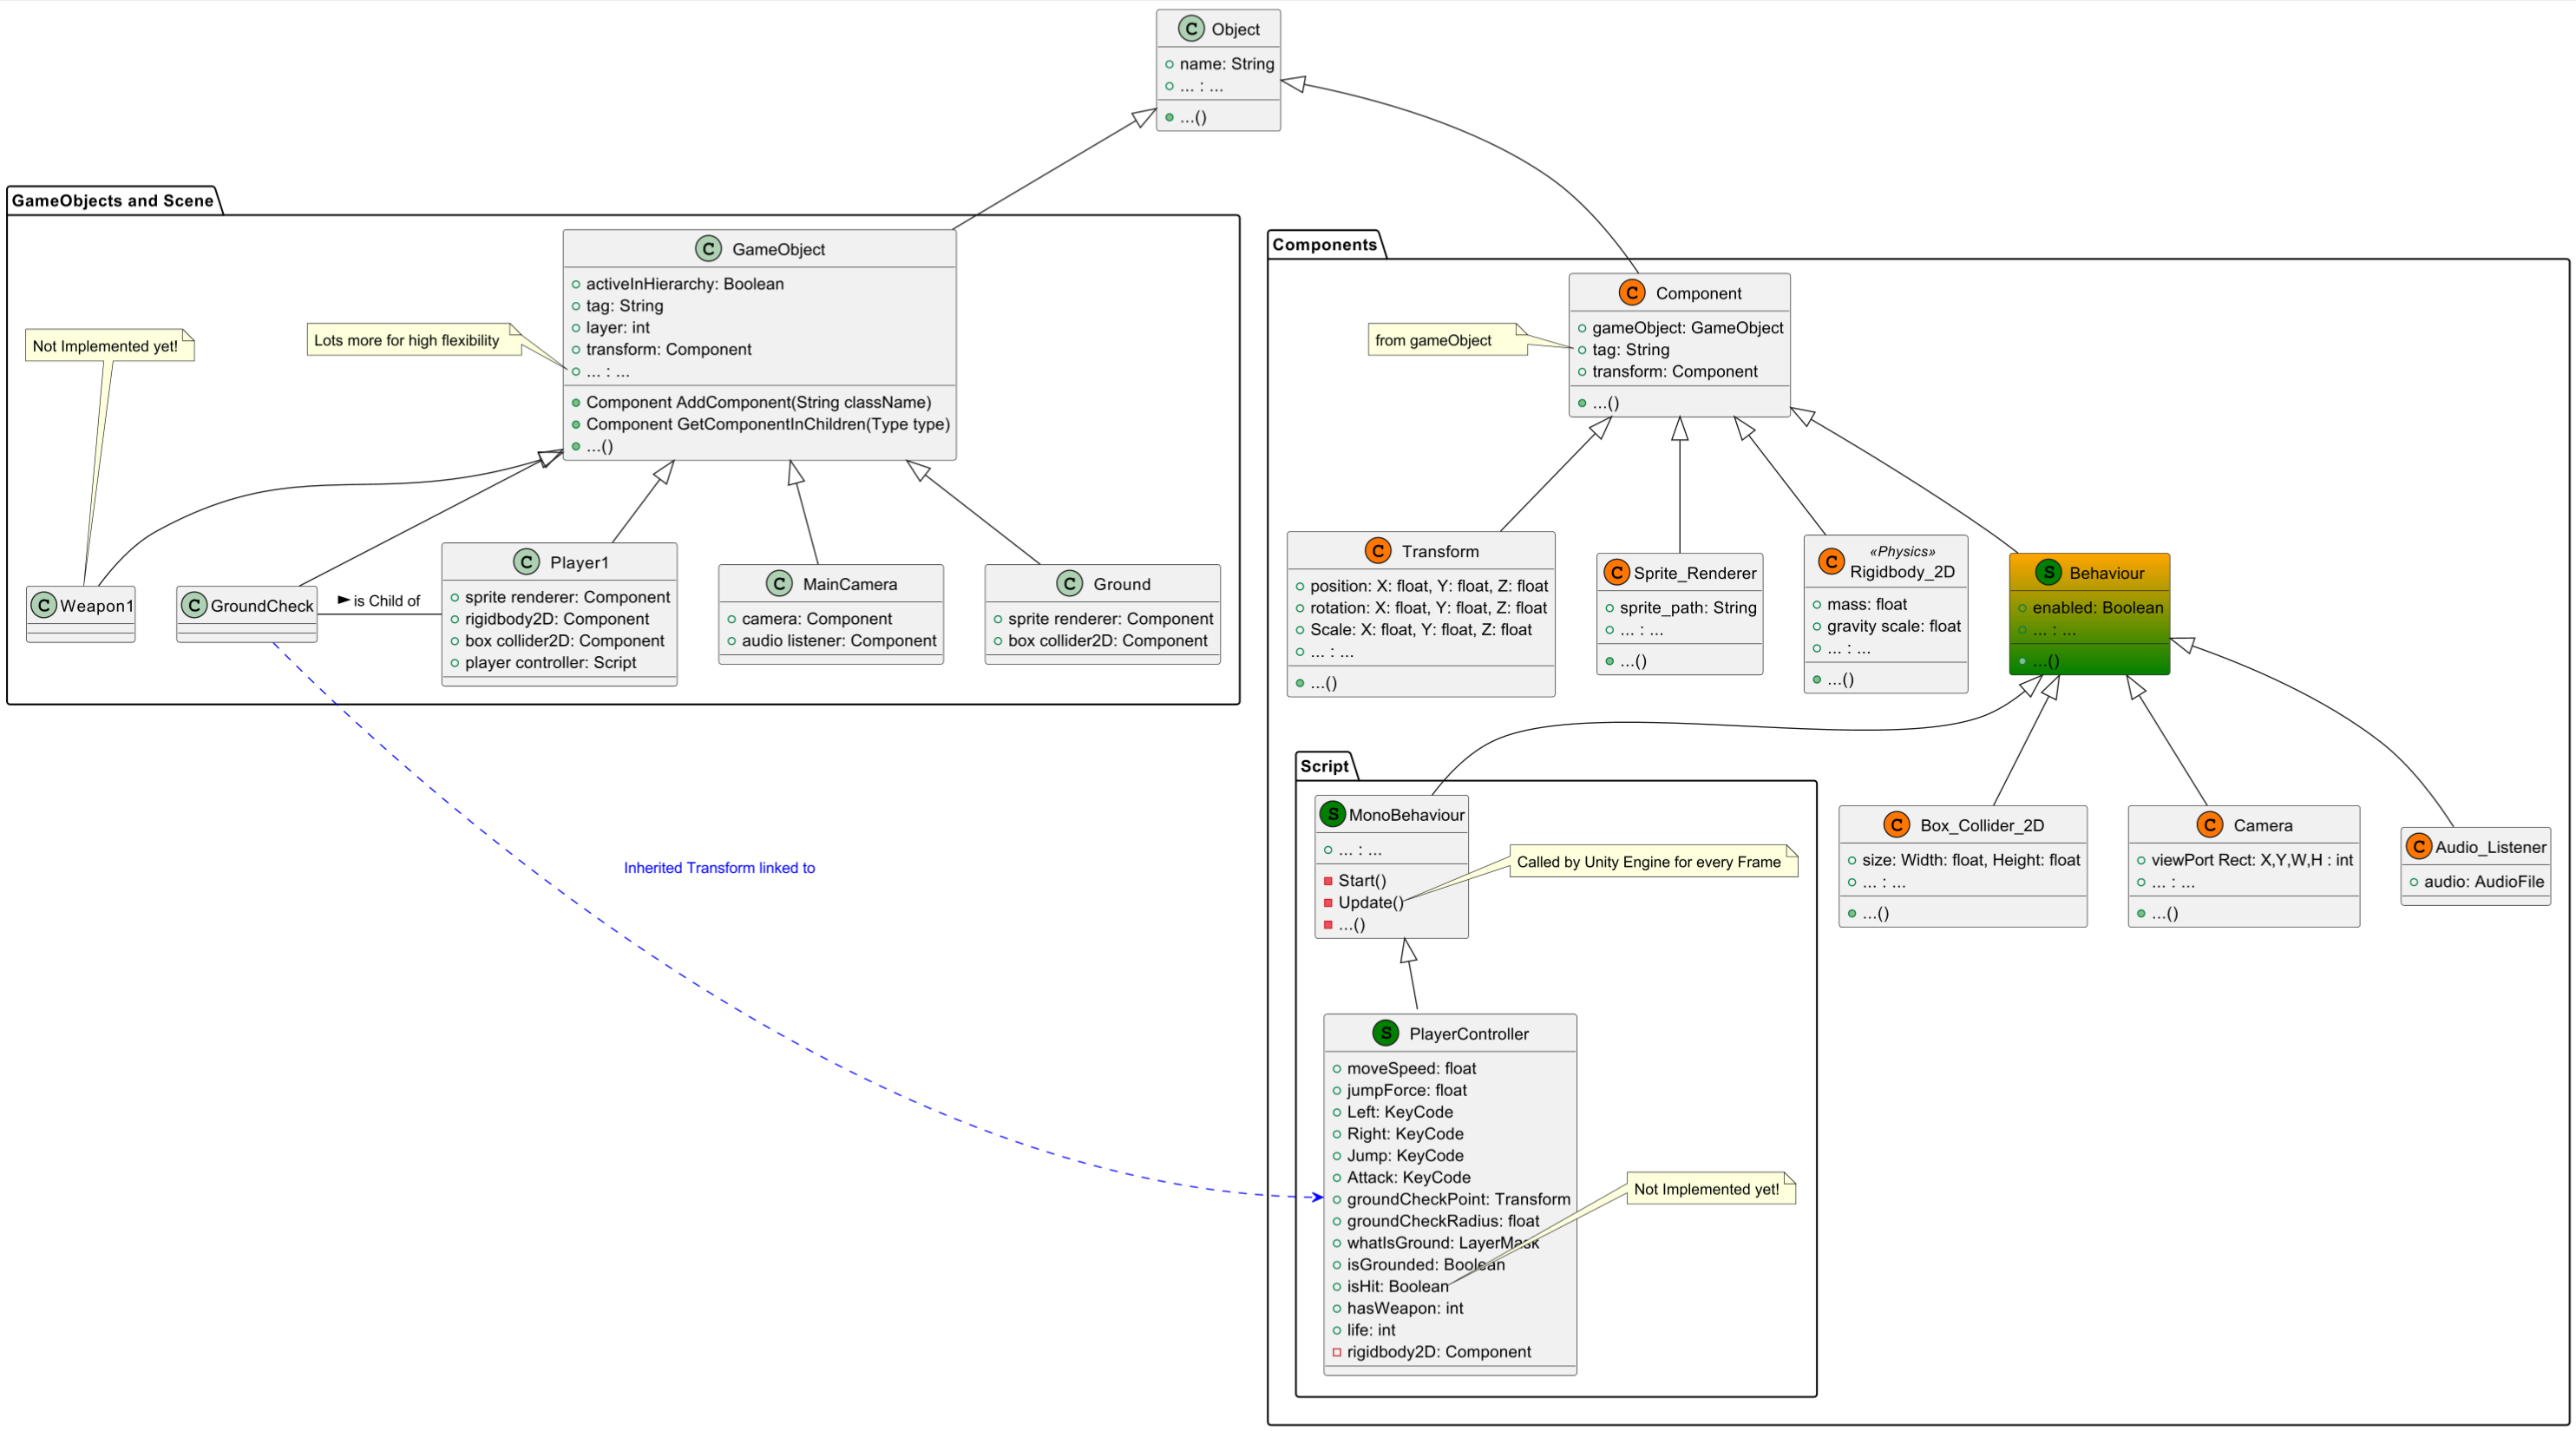 C Object
name: String
... : ...
...()
GameObjects and Scene
C GameObject
activeInHierarchy: Boolean
tag: String
layer: int
transform: Component
... : ...
Component AddComponent(String className)
Component GetComponentInChildren(Type type)
...()
Not Implemented yet!
Lots more for high flexibility
C Weapon1
C GroundCheck
is Child of
C Player1
sprite renderer: Component
rigidbody2D: Component
box collider2D: Component
player controller: Script
C MainCamera
camera: Component
audio listener: Component
C Ground
sprite renderer: Component
box collider2D: Component
Inherited Transform linked to
Components
C Component
gameObject: GameObject
tag: String
transform: Component
...()
from gameObject
C Transform
position: X: float, Y: float, Z: float
rotation: X: float, Y: float, Z: float
Scale: X: float, Y: float, Z: float
... : ...
...()
C Sprite_Renderer
sprite_path: String
... : ...
...()
«Physics»
C Rigidbody_2D
mass: float
gravity scale: float
... : ...
...()
S Behaviour
enabled: Boolean
... : ...
...()
Script
S MonoBehaviour
... : ...
Start()
Update()
...()
Called by Unity Engine for every Frame
C Box_Collider_2D
size: Width: float, Height: float
... : ...
...()
C Camera
viewPort Rect: X,Y,W,H : int
... : ...
...()
C Audio_Listener
audio: AudioFile
S PlayerController
moveSpeed: float
jumpForce: float
Left: KeyCode
Right: KeyCode
Jump: KeyCode
Attack: KeyCode
groundCheckPoint: Transform
groundCheckRadius: float
whatIsGround: LayerMask
isGrounded: Boolean
isHit: Boolean
hasWeapon: int
life: int
rigidbody2D: Component
Not Implemented yet!